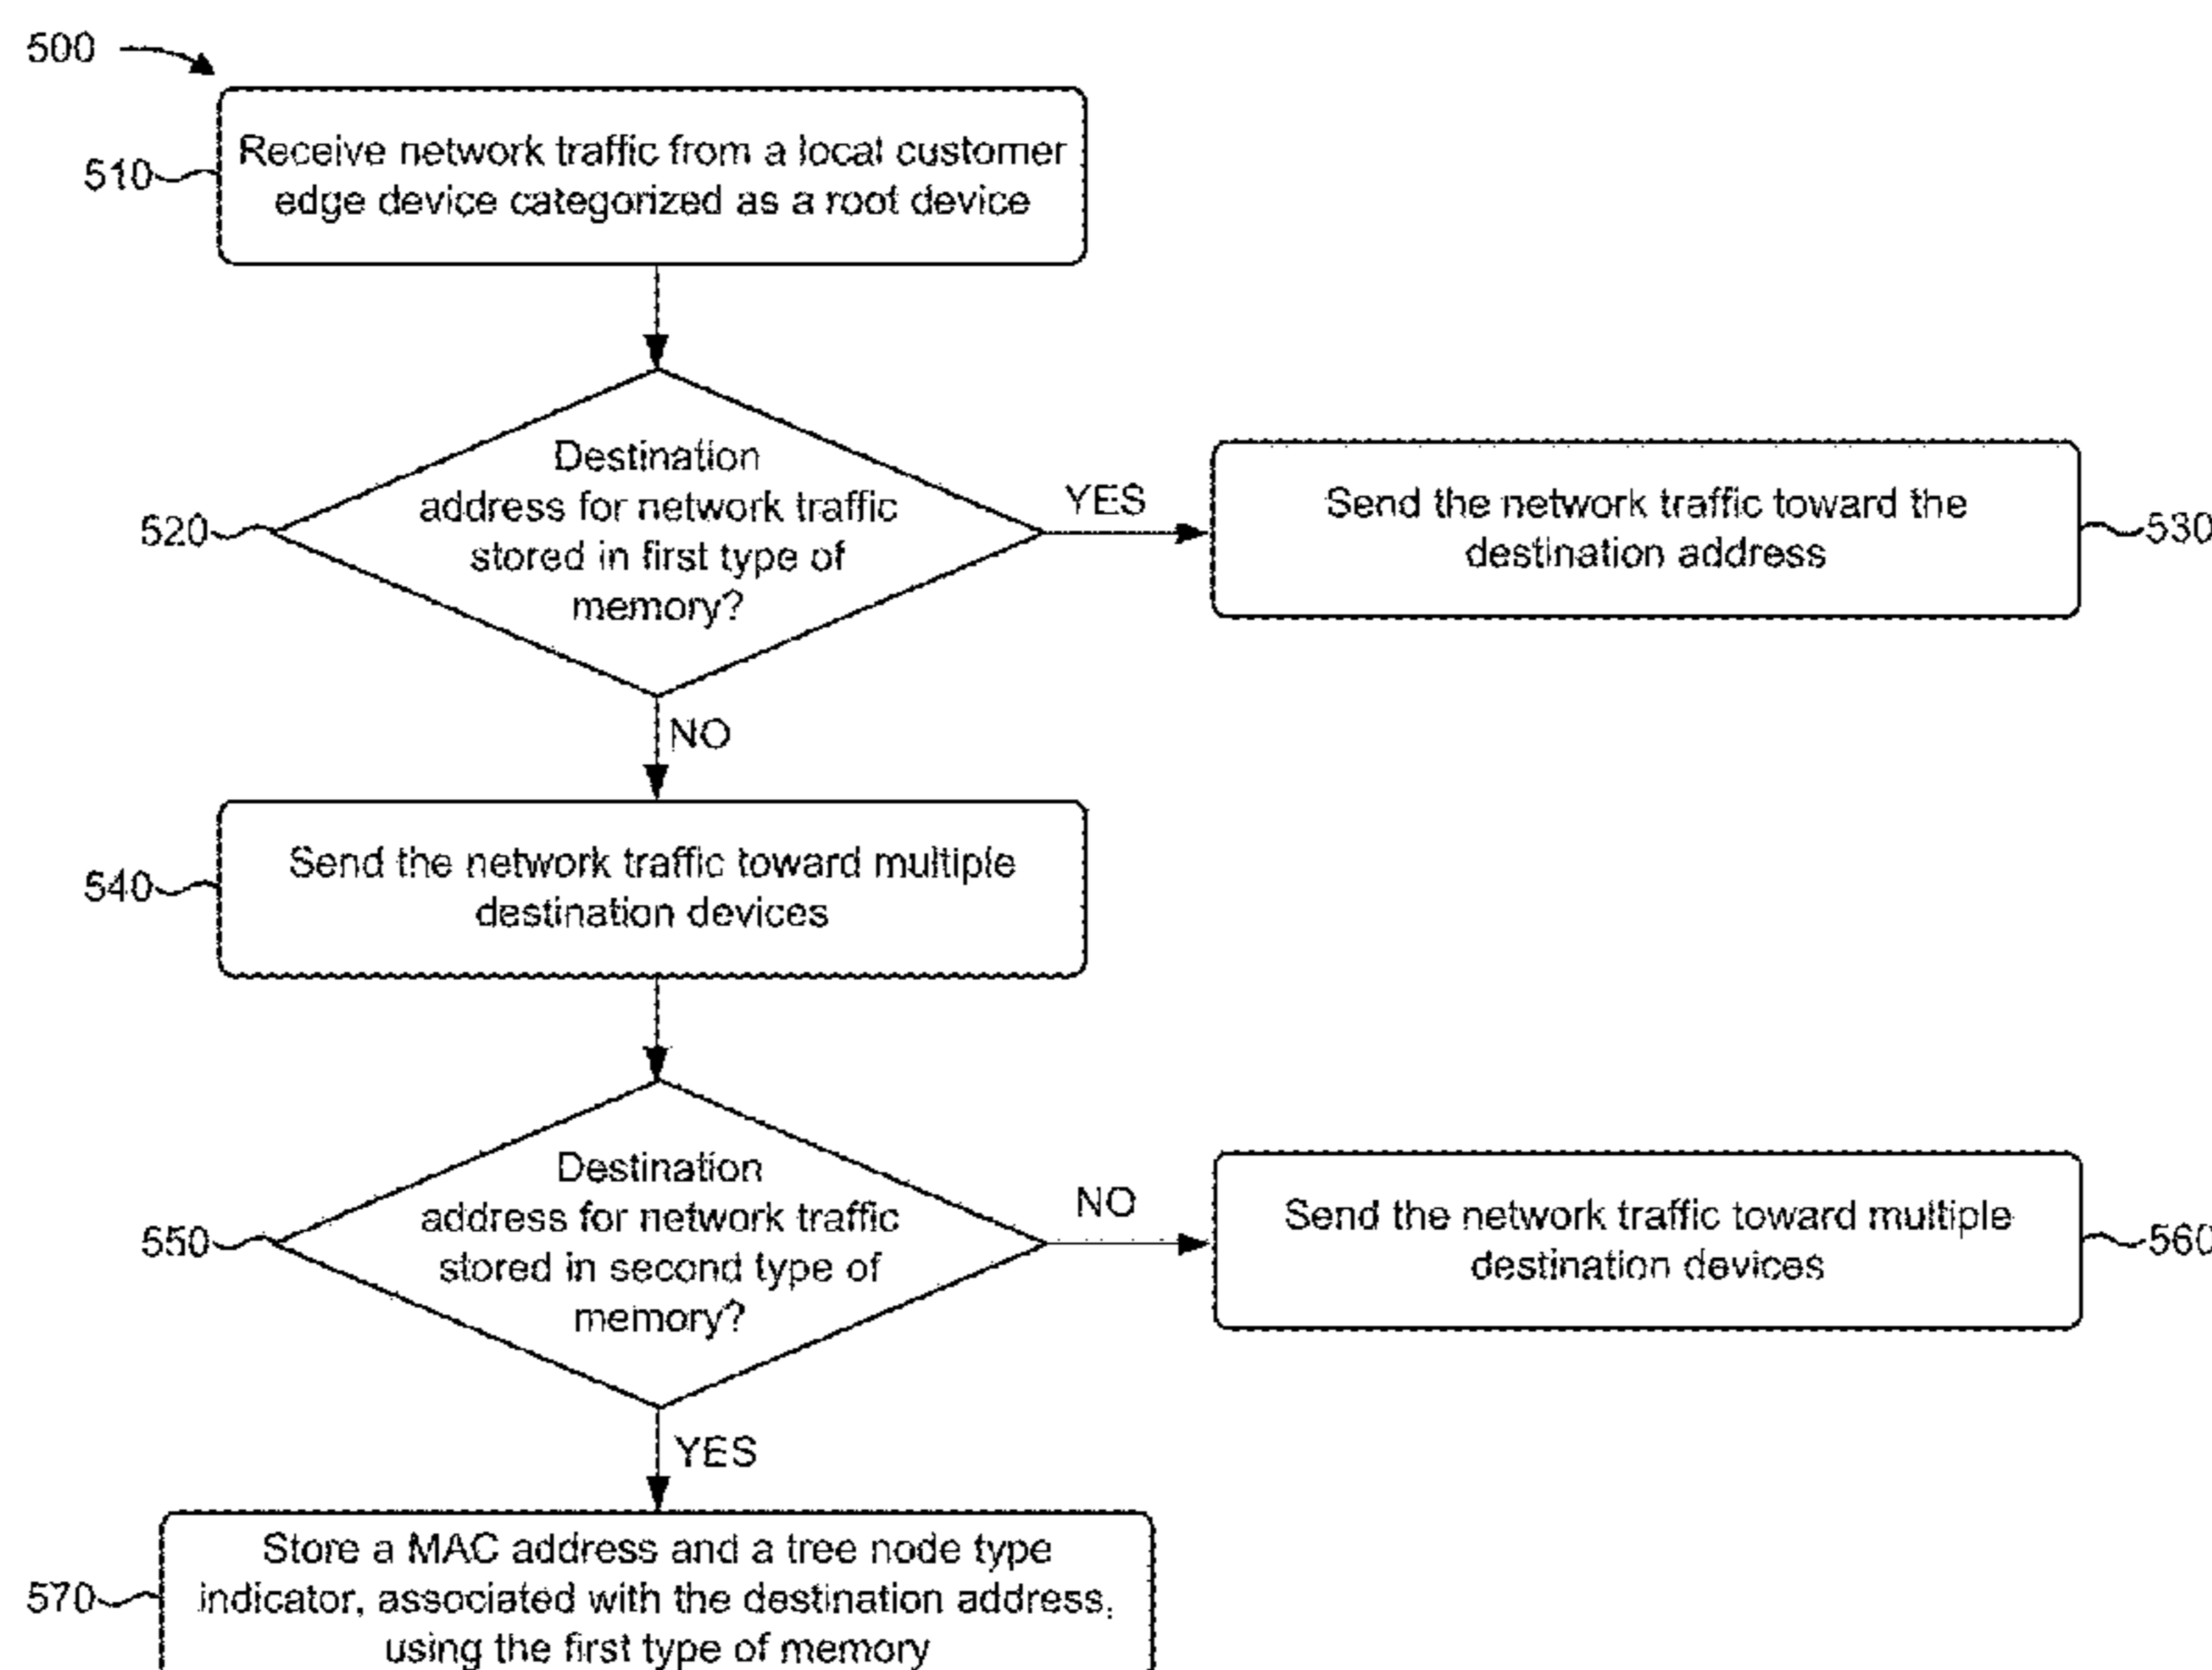 500
510
Receive network traffic from a local customer
edge device categorized as a root device
520
Destination
address for network traffic
stored in first type of
memory?
YES
Send the network traffic toward the
destination address
530
NO
540
Send the network traffic toward multiple
destination devices
550
Destination
address for network traffic
stored in second type of
memory?
NO
Send the network traffic toward multiple
destination devices
560
YES
570
Store a MAC address and a tree node type
indicator, associated with the destination address,
using the first type of memory